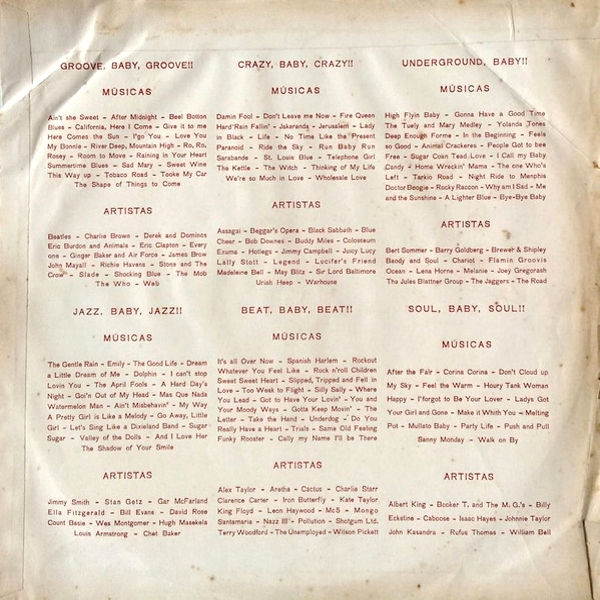 GROOVE, BABY, GROOVE!!
MÚSICAS
Ain't she Sweet - After Midnight - Beel Botton
Blues - California, Here I Come - Give it to me
Here Comes the Sun - I'go You - Love You
My Bonnie - River Deep, Mountain High - Ro, Ro,
Rosey - Room to Move - Raining in Your Heart
Summerstime Blues - Sad Mary - Sweet Wine
This Way up - Tobaco Road - Tooke My Car
The Shape of Things to Come
ARTISTAS
Beatles - Charlie Brown - Derek and Dominos
Eric Burdon and Animals - Eric Clapton - Every
one - Ginger Baker and Air Force - James Brow
John Mayall - Richie Havens - Stone and The
Crow - Slade - Shocking Blue - The Mob
The Who - Web
CRAZY, BABY, CRAZY!!
MÚSICAS
Damin Fool - Don't Leave me Now - Fire Queen
Hard Rain Fallin' - Jakaranda - Jerusalem - Lady
in Black - Life - No Time Like the Present
Paranoid - Ride the Sky - Run Baby Run
Sarabande - St. Louis Blue - Telephone Girl
The Kettle - The Witch - Thinking of My Life
We're so Much in Love - Wholesale Love
ARTISTAS
Assagai - Beggar's Opera - Black Sabbath - Blue
Cheer - Bob Downes - Buddy Miles - Colosseum
Exuma - Hotlegs - Jimmy Campbell - Juicy Lucy
Lally Stott - Legend - Lucifer's Friend
Madeleine Bell - May Blitz - Sir Lord Baltimore
Uriah Heep - Warhouse
UNDERGROUND, BABY!!
MÚSICAS
High Flyin Baby - Gonna Have a Good Time
The Tuely and Mary Medley - Yolanda Tones
Deep Enough Forme - In the Beginning - Feels
so Good - Animal Crackeres - People Got to bee
Free - Sugar Coan Tead Love - I Call my Baby
Candy - Home Wreckin' Mama - The one Who's
Left - Tarkio Road - Night Ride to Menphis
Doctor Boogie - Rocky Raccon - Why am I Sad - Me
and the Sunshine - A Lighter Blue - Bye-Bye Baby
ARTISTAS
Bert Sommer - Barry Goldberg - Brewer & Shipley
Beody and Soul - Chariot - Flamin Groovis
Ocean - Lena Horne - Melanie - Joey Gregorash
The Jules Blattner Group - The Jaggers - The Road
JAZZ, BABY, JAZZ!!
MÚSICAS
The Gentle Rain - Emily - The Good Life - Dream
a Little Dream of Me - Dolphin - I can't stop
Lovin You - The April Fools - A Hard Day's
Night - Goi'n Out of My Head - Mas Que Nada
Watermelon Man - Ain't Misbehavin' - My Way
A Pretty Girl is Like a Melody - Go Away, Little
Girl - Let's Sing Like a Dixieland Band - Sugar
Sugar - Valley of the Dolls - And I Love Her
The Shadow of Your Smile
ARTISTAS
Jimmy Smith - Stan Getz - Gar McFarland
Ella Fitzgerald - Bill Evans - David Rose
Count Basie - Wes Montgomer - Hugh Masekela
Louis Armstrong - Chet Baker
BEAT, BABY, BEAT!!
MÚSICAS
It's all Over Now - Spanish Harlem - Rockout
Whatever You Feel Like - Rock n'roll Children
Sweet Sweet Heart - Slipped, Tripped and Fell in
Love - Too Weak to Flight - Silly Sally - Where
You Lead - Got to Have Your Lovin' - You and
Your Moody Ways - Gotta Keep Movin' - The
Letter - Take the Hand - Underdog - Do You
Really Have a Heart - Trials - Same Old Feeling
Funky Rooster - Cally my Name I'll be There
ARTISTAS
Alex Taylor - Aretha - Cactus - Charlie Starr
Clarence Carter - Iron Butterfly - Kate Taylor
King Floyd - Leon Haywood - Mc5 - Mongo
Santamaria - Nazz III' - Pollution - Shotgum Ltd.
Terry Woodford - The Unemployed - Wilson Pickett
SOUL, BABY, SOUL!!
MÚSICAS
After the Fair - Corina Corina - Don't Cloud up
My Sky - Feel the Warm - Houry Tank Woman
Happy - I'forgot to Be Your Lover - Ladys Got
Your Girl and Gone - Make it Whith You - Melting
Pot - Mullato Baby - Party Life - Push and Pull
Sanny Monday - Walk on By
ARTISTAS
Albert King - Booker T. and The M. G.'s - Billy
Eckstine - Caboose - Isaac Hayes - Johnnie Taylor
John Kasandra - Rufus Thomas - William Bell